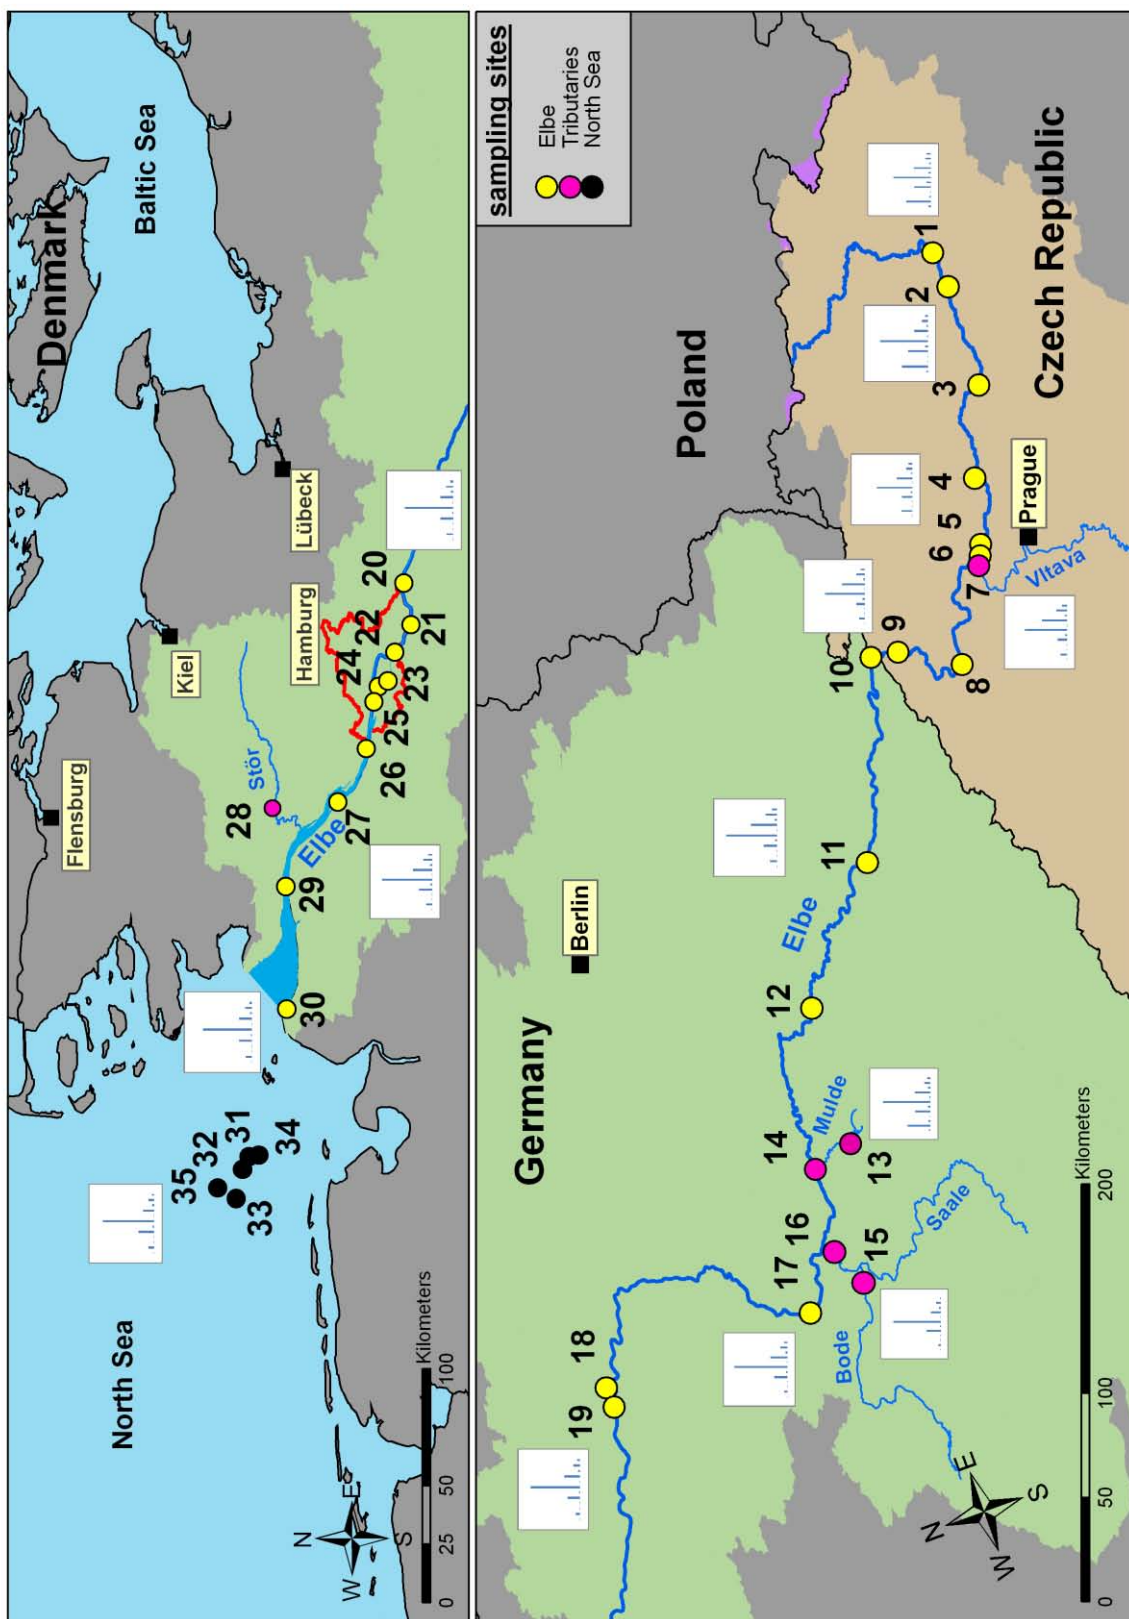 Denmark
Baltic Sea
North Sea
Flensburg
Kiel
Lübeck
Hamburg
Stör
Elbe
20
21
22
23
24
25
26
27
28
29
30
31
32
33
34
35
N
E
S
W
0
25
50
100
Kilometers
sampling sites
Elbe
Tributaries
North Sea
Poland
Germany
Czech Republic
Berlin
Prague
Vltava
Elbe
Mulde
Saale
Bode
1
2
3
4
5
6
7
8
9
10
11
12
13
14
15
16
17
18
19
N
E
S
W
0
50
100
200
Kilometers